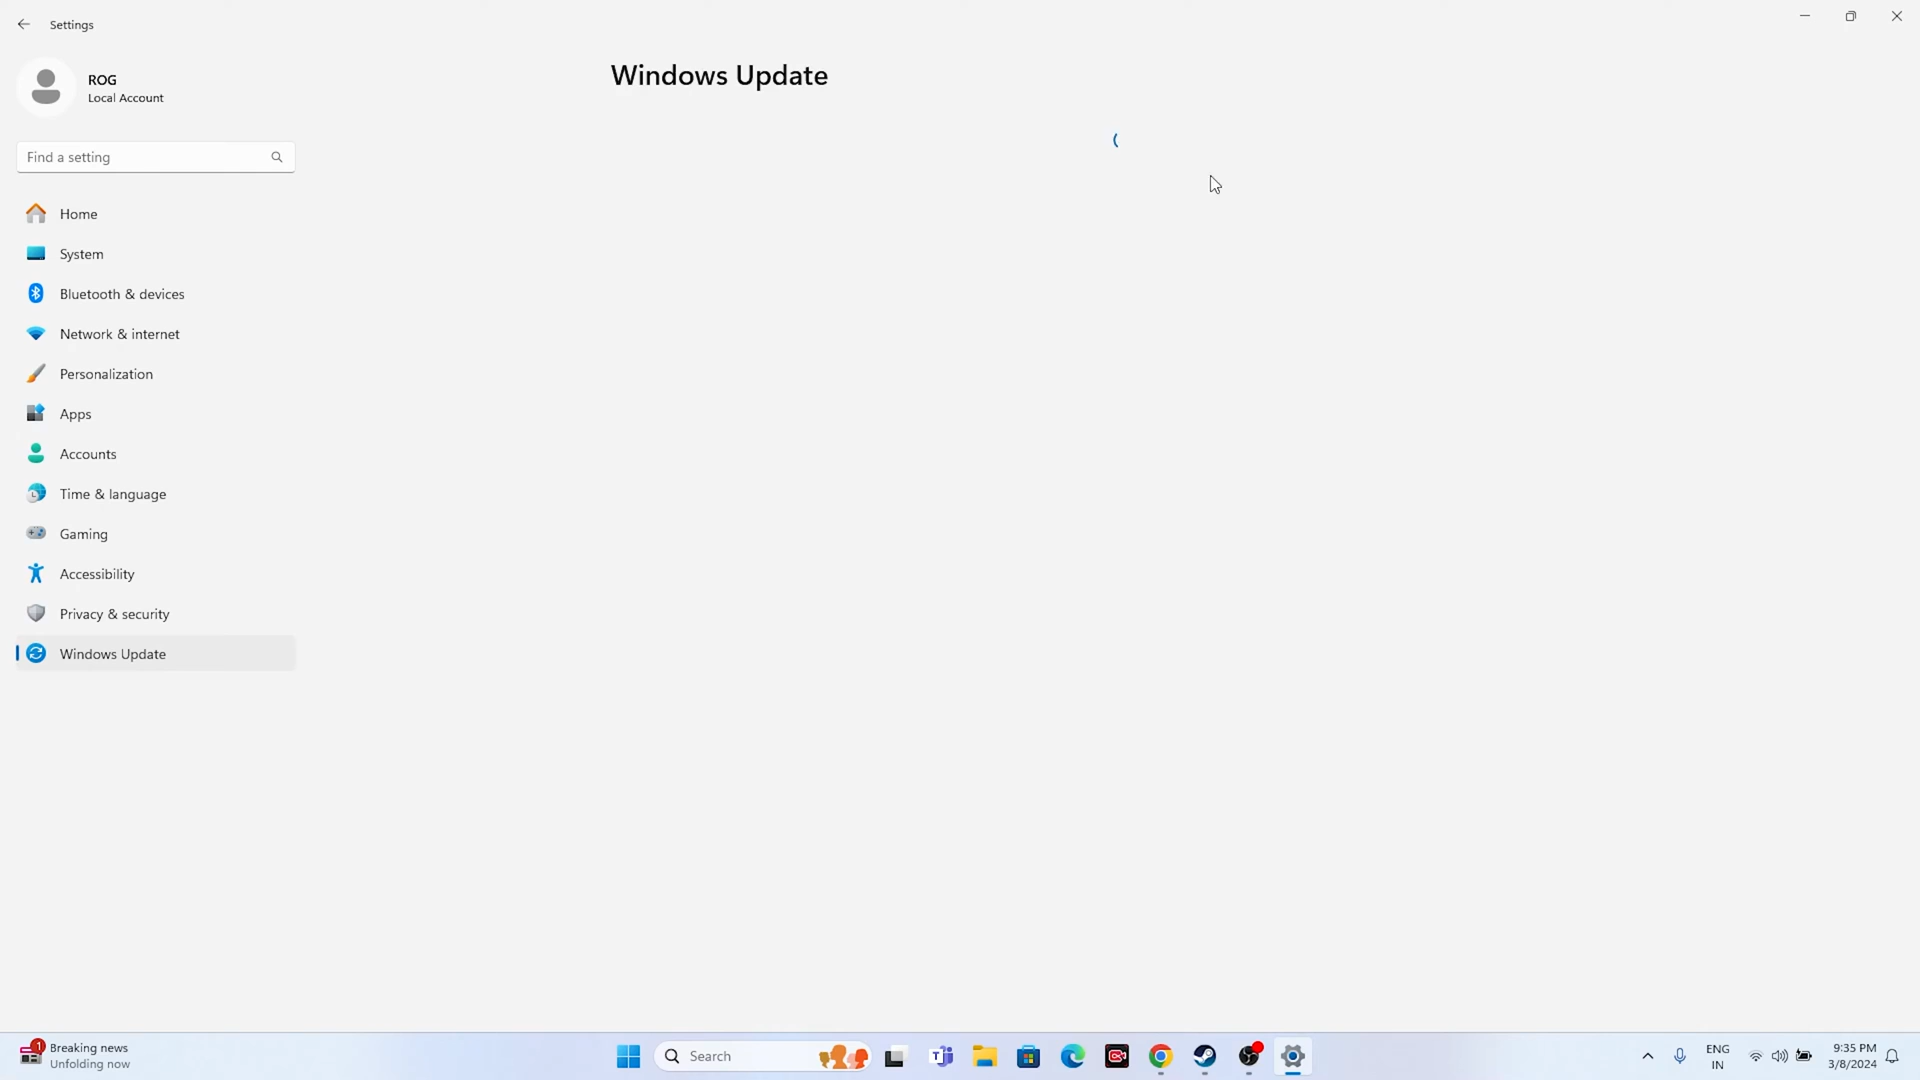 Settings
ROG
Local Account
Find a setting
Home
System
Bluetooth & devices
Network & internet
Personalization
Apps
Accounts
Time & language
Gaming
Accessibility
Privacy & security
Windows Update
Windows Update
1
Breaking news
Unfolding now
Search
ENG
IN
9:35 PM
3/8/2024